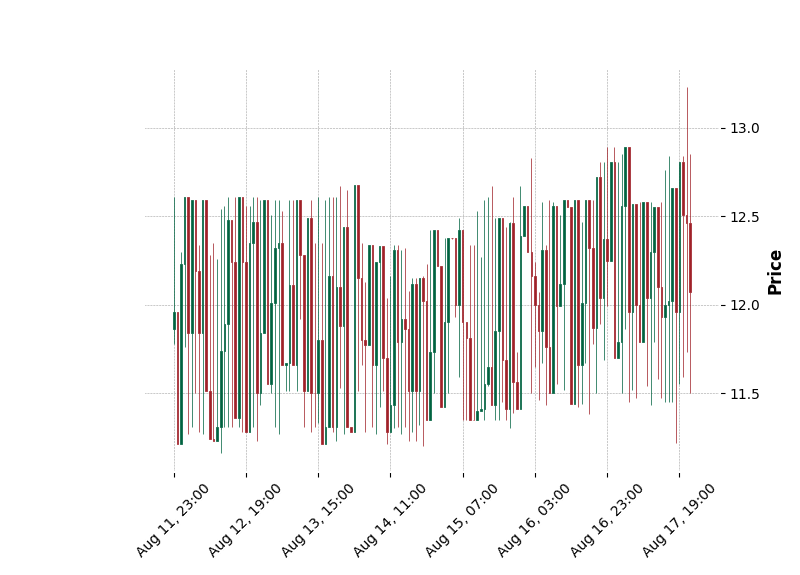 13.0
12.5
12.0
11.5
Price
Aug 11, 23:00
Aug 12, 19:00
Aug 13, 15:00
Aug 14, 11:00
Aug 15, 07:00
Aug 16, 03:00
Aug 16, 23:00
Aug 17, 19:00